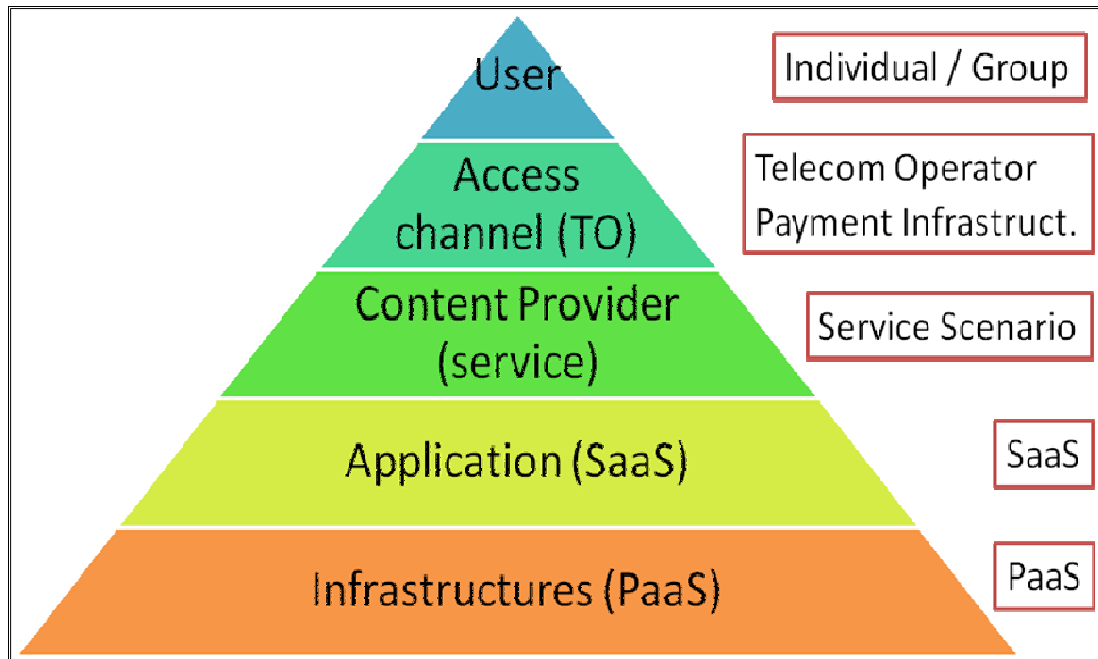 User
Individual / Group
Access
channel (TO)
Telecom Operator
Payment Infrastruct.
Content Provider
(service)
Service Scenario
Application (SaaS)
SaaS
Infrastructures (PaaS)
PaaS